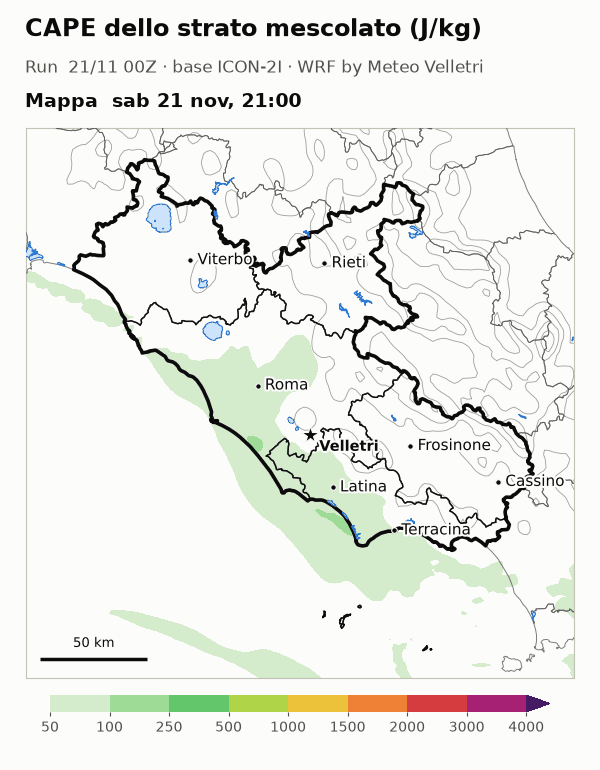 CAPE dello strato mescolato (J/kg)
Run  21/11 00Z · base ICON-2I · WRF by Meteo Velletri
Mappa  sab 21 nov, 21:00
Viterbo
Rieti
Roma
Velletri
Frosinone
Cassino
Latina
Terracina
50 km
50 100 250 500 1000 1500 2000 3000 4000